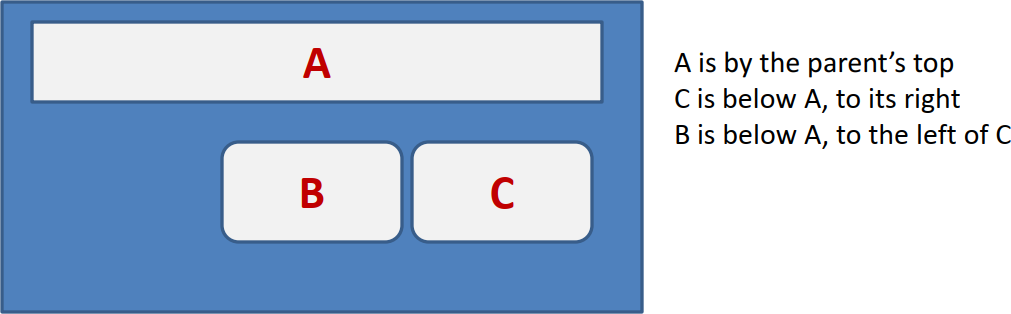 A
A is by the parent’s top
C is below A, to its right
B is below A, to the left of C
B
C